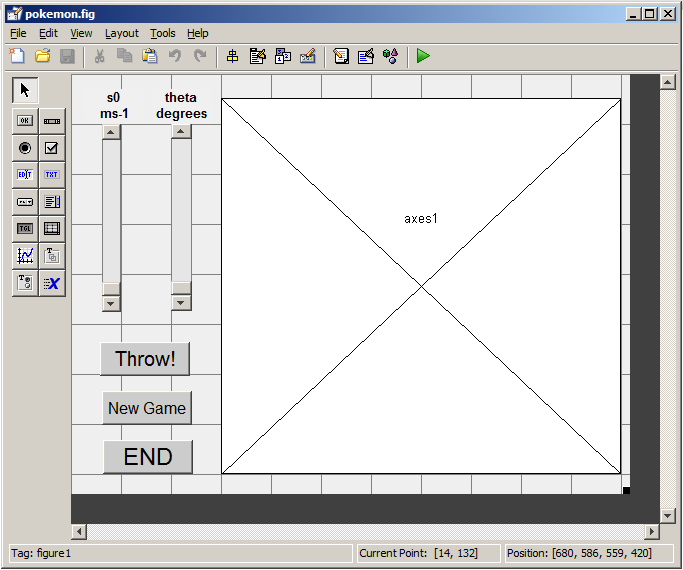 pokemon.fig
File Edit View Layout Tools Help
s0 theta
ms-1 degrees
OK
EDIT TXT
TGL
axes1
Throw!
New Game
END
Tag: figure1 Current Point: [14, 132] Position: [680, 586, 559, 420]